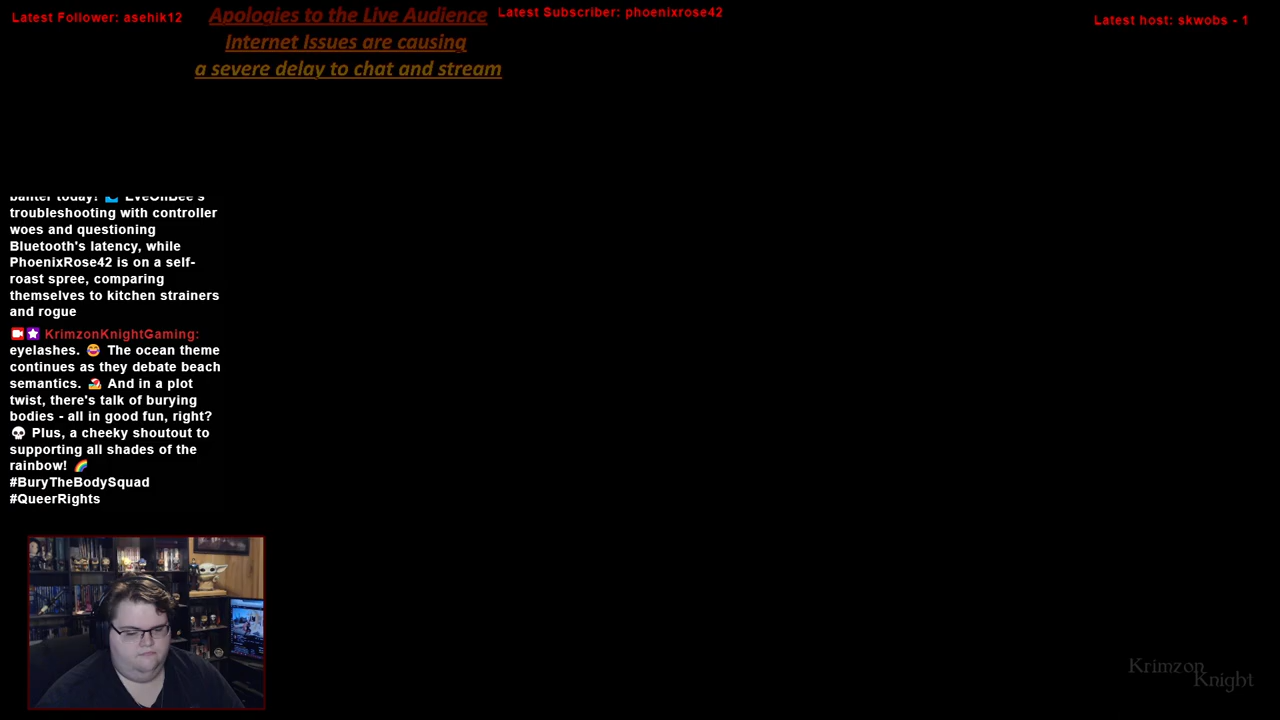 Latest Follower: asehik12
Apologies to the Live Audience
Latest Subscriber: phoenixrose42
Latest host: skwobs - 1
Internet Issues are causing
a severe delay to chat and stream
banter today! 🌊 EveOnBee's
troubleshooting with controller
woes and questioning
Bluetooth's latency, while
PhoenixRose42 is on a self-
roast spree, comparing
themselves to kitchen strainers
and rogue
KrimzonKnightGaming:
eyelashes. 😂 The ocean theme
continues as they debate beach
semantics. 🏖 And in a plot
twist, there's talk of burying
bodies - all in good fun, right?
💀 Plus, a cheeky shoutout to
supporting all shades of the
rainbow! 🌈
#BuryTheBodySquad
#QueerRights
Krimzon
Knight